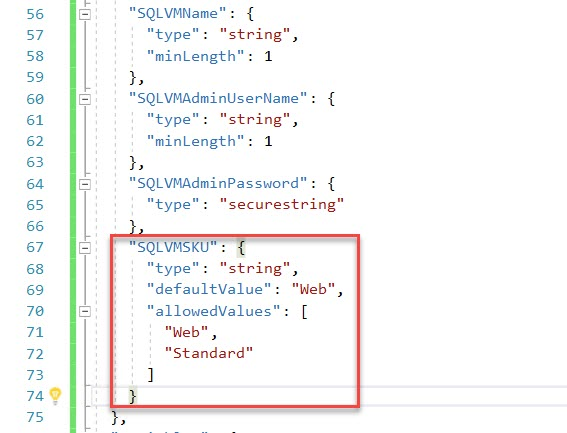 56 "SQLVMName": {
57 "type": "string",
58 "minLength": 1
59 },
60 "SQLVMAdminUserName": {
61 "type": "string",
62 "minLength": 1
63 },
64 "SQLVMAdminPassword": {
65 "type": "securestring"
66 },
67 "SQLVMSKU": {
68 "type": "string",
69 "defaultValue": "Web",
70 "allowedValues": [
71 "Web",
72 "Standard"
73 ]
74 }
75 },